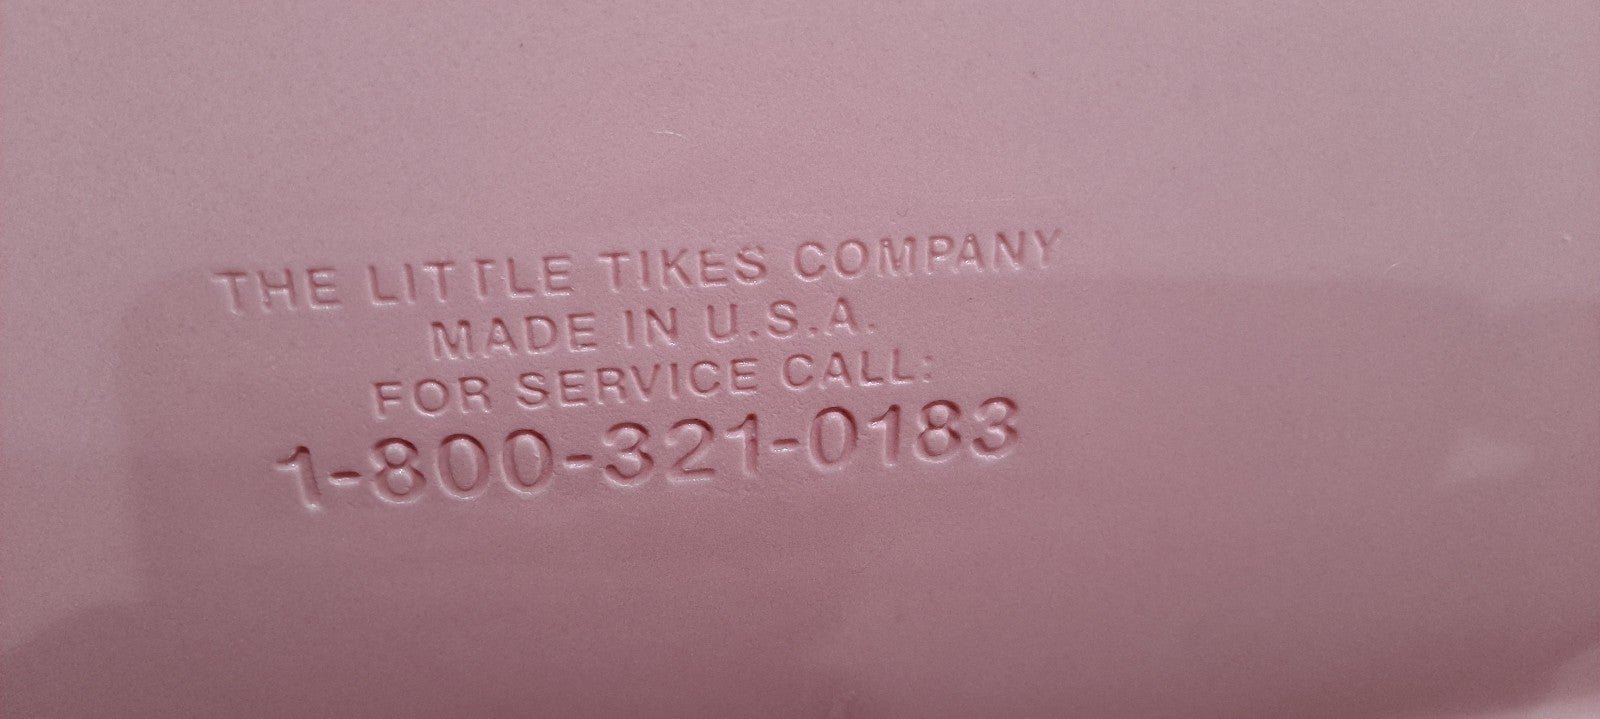 THE LITTLE TIKES COMPANY
MADE IN U.S.A.
FOR SERVICE CALL:
1-800-321-0183